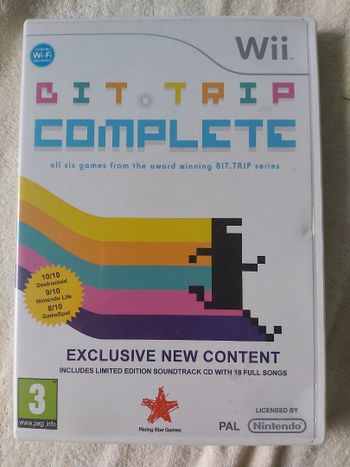 Nintendo
Wi-Fi
CONNECTION
Wii
BIT.TRIP
COMPLETE
all six games from the award winning BIT.TRIP series
10/10
Destructoid
9/10
Nintendo Life
8/10
GameSpot
EXCLUSIVE NEW CONTENT
INCLUDES LIMITED EDITION SOUNDTRACK CD WITH 18 FULL SONGS
3
www.pegi.info
Rising Star Games
PAL
LICENSED BY
Nintendo